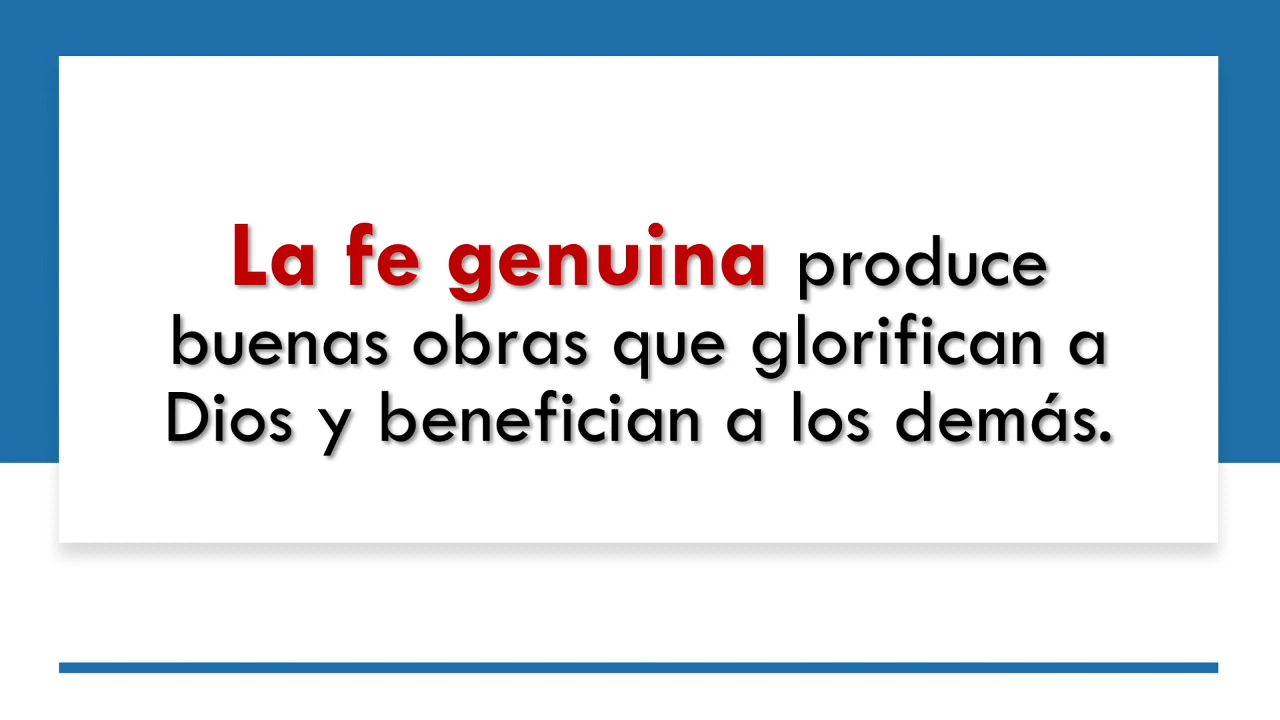 La fe genuina produce
buenas obras que glorifican a
Dios y benefician a los demás.